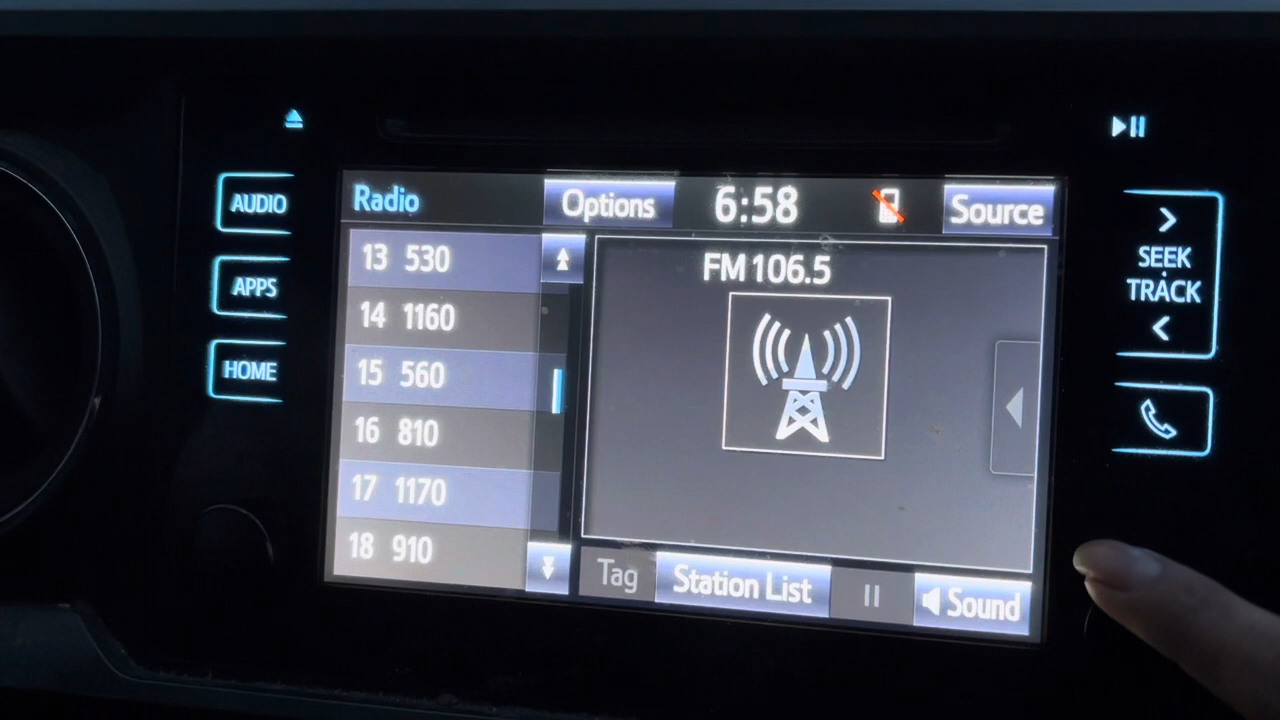 AUDIO
APPS
HOME
Radio
Options
6:58
Source
13 530
14 1160
15 560
16 810
17 1170
18 910
FM 106.5
Tag
Station List
Sound
SEEK
TRACK